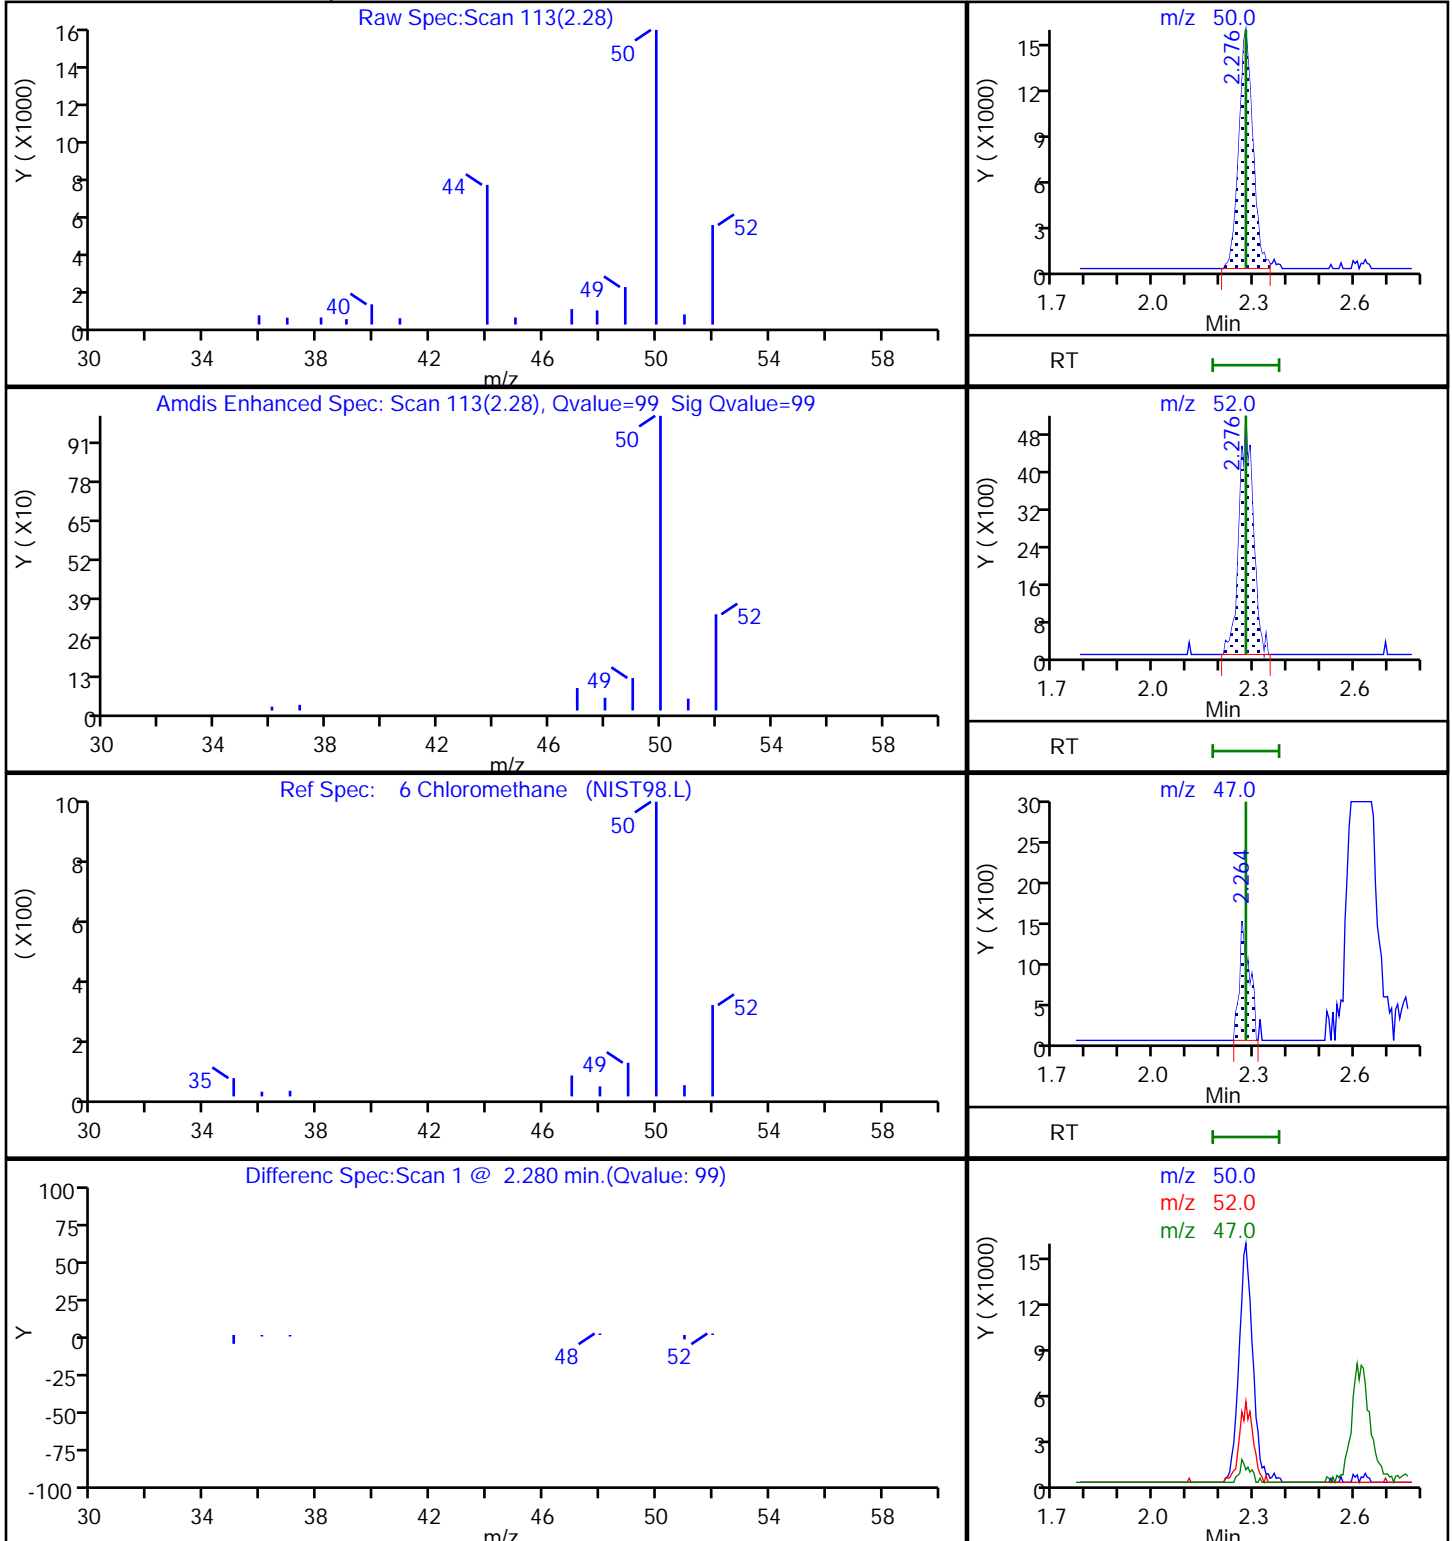 Raw Spec:Scan 113(2.28)
Y ( X1000)
16
14
12
10
8
6
4
2
0
50
44
52
49
40
30 34 38 42 46 50 54 58
m/z
m/z 50.0
Y ( X1000)
15
12
9
6
3
0
2.276
1.7 2.0 2.3 2.6
Min
RT
Amdis Enhanced Spec: Scan 113(2.28), Qvalue=99 Sig Qvalue=99
Y ( X10)
91
78
65
52
39
26
13
0
50
52
49
30 34 38 42 46 50 54 58
m/z
m/z 52.0
Y ( X100)
48
40
32
24
16
8
0
2.276
1.7 2.0 2.3 2.6
Min
RT
Ref Spec: 6 Chloromethane (NIST98.L)
( X100)
10
8
6
4
2
0
50
52
49
35
30 34 38 42 46 50 54 58
m/z 47.0
Y ( X100)
30
25
20
15
10
5
0
2.264
1.7 2.0 2.3 2.6
Min
RT
Differenc Spec:Scan 1 @ 2.280 min.(Qvalue: 99)
Y
100
75
50
25
0
-25
-50
-75
-100
48
52
30 34 38 42 46 50 54 58
m/z
m/z 50.0
m/z 52.0
m/z 47.0
Y ( X1000)
15
12
9
6
3
0
1.7 2.0 2.3 2.6
Min